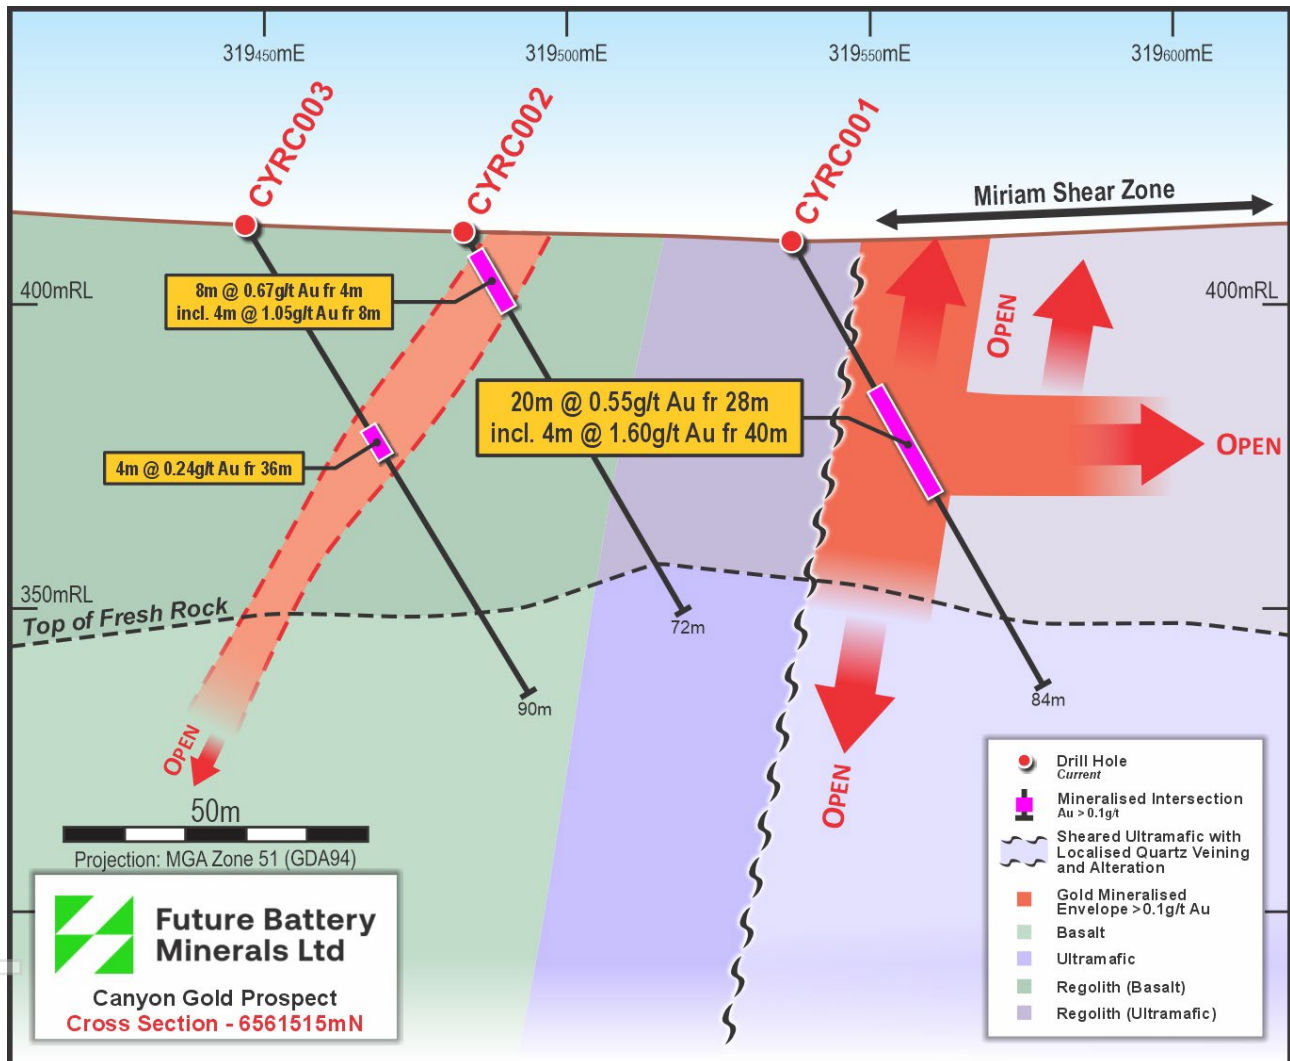 319450mE
319500mE
319550mE
319600mE
CYRC003
CYRC002
CYRC001
Miriam Shear Zone
400mRL
400mRL
8m @ 0.67g/t Au fr 4m
incl. 4m @ 1.05g/t Au fr 8m
OPEN
20m @ 0.55g/t Au fr 28m
incl. 4m @ 1.60g/t Au fr 40m
OPEN
4m @ 0.24g/t Au fr 36m
350mRL
Top of Fresh Rock
72m
90m
84m
OPEN
OPEN
50m
Projection: MGA Zone 51 (GDA94)
Future Battery
Minerals Ltd
Canyon Gold Prospect
Cross Section - 6561515mN
Drill Hole
Current
Mineralised Intersection
Au > 0.1g/t
Sheared Ultramafic with
Localised Quartz Veining
and Alteration
Gold Mineralised
Envelope >0.1g/t Au
Basalt
Ultramafic
Regolith (Basalt)
Regolith (Ultramafic)